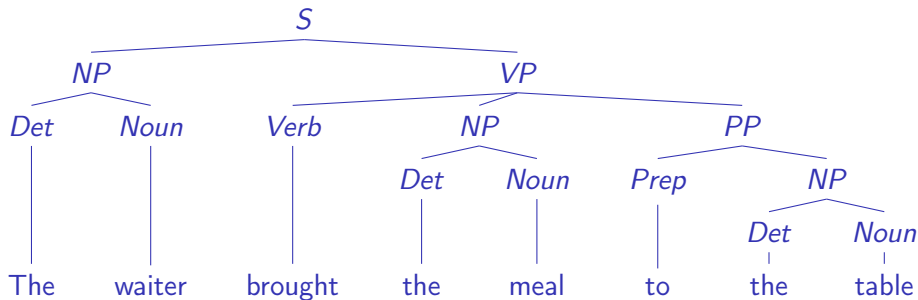 S
NP VP
Det Noun Verb NP PP
Det Noun Prep NP
Det Noun
The waiter brought the meal to the table